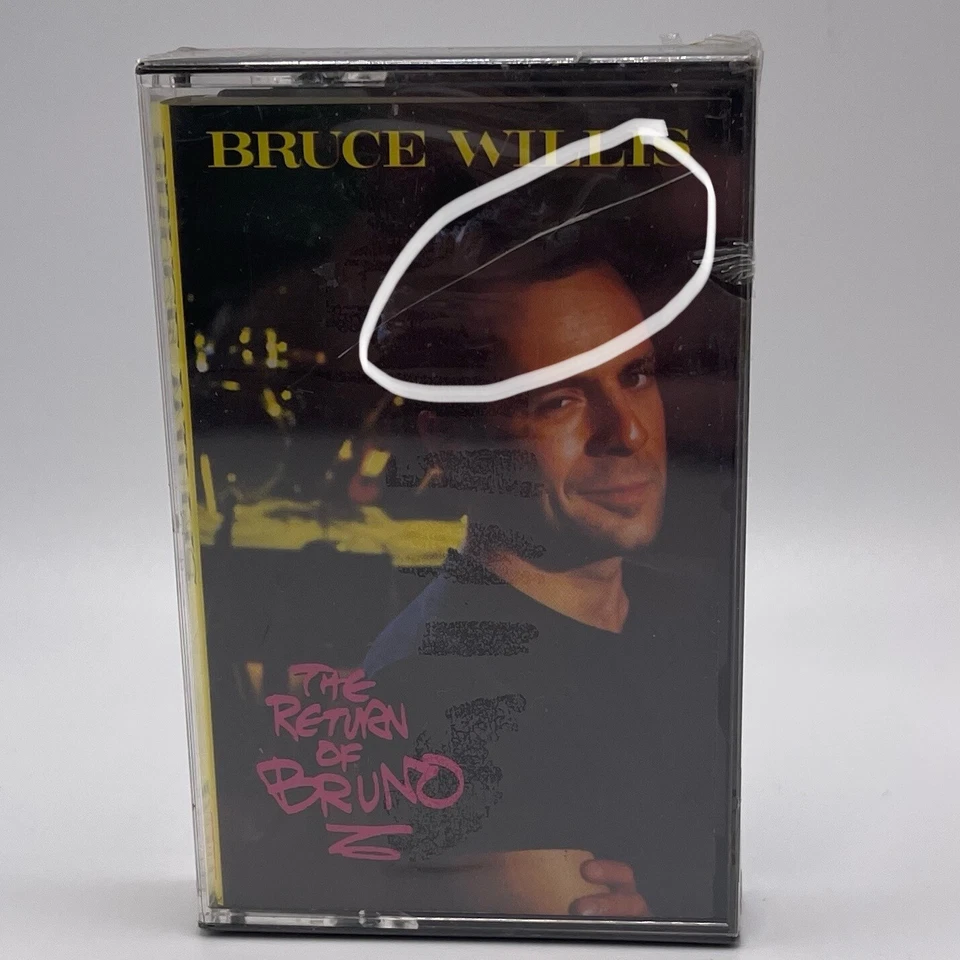 BRUCE WILLIS
THE
RETURN
OF
BRUNO